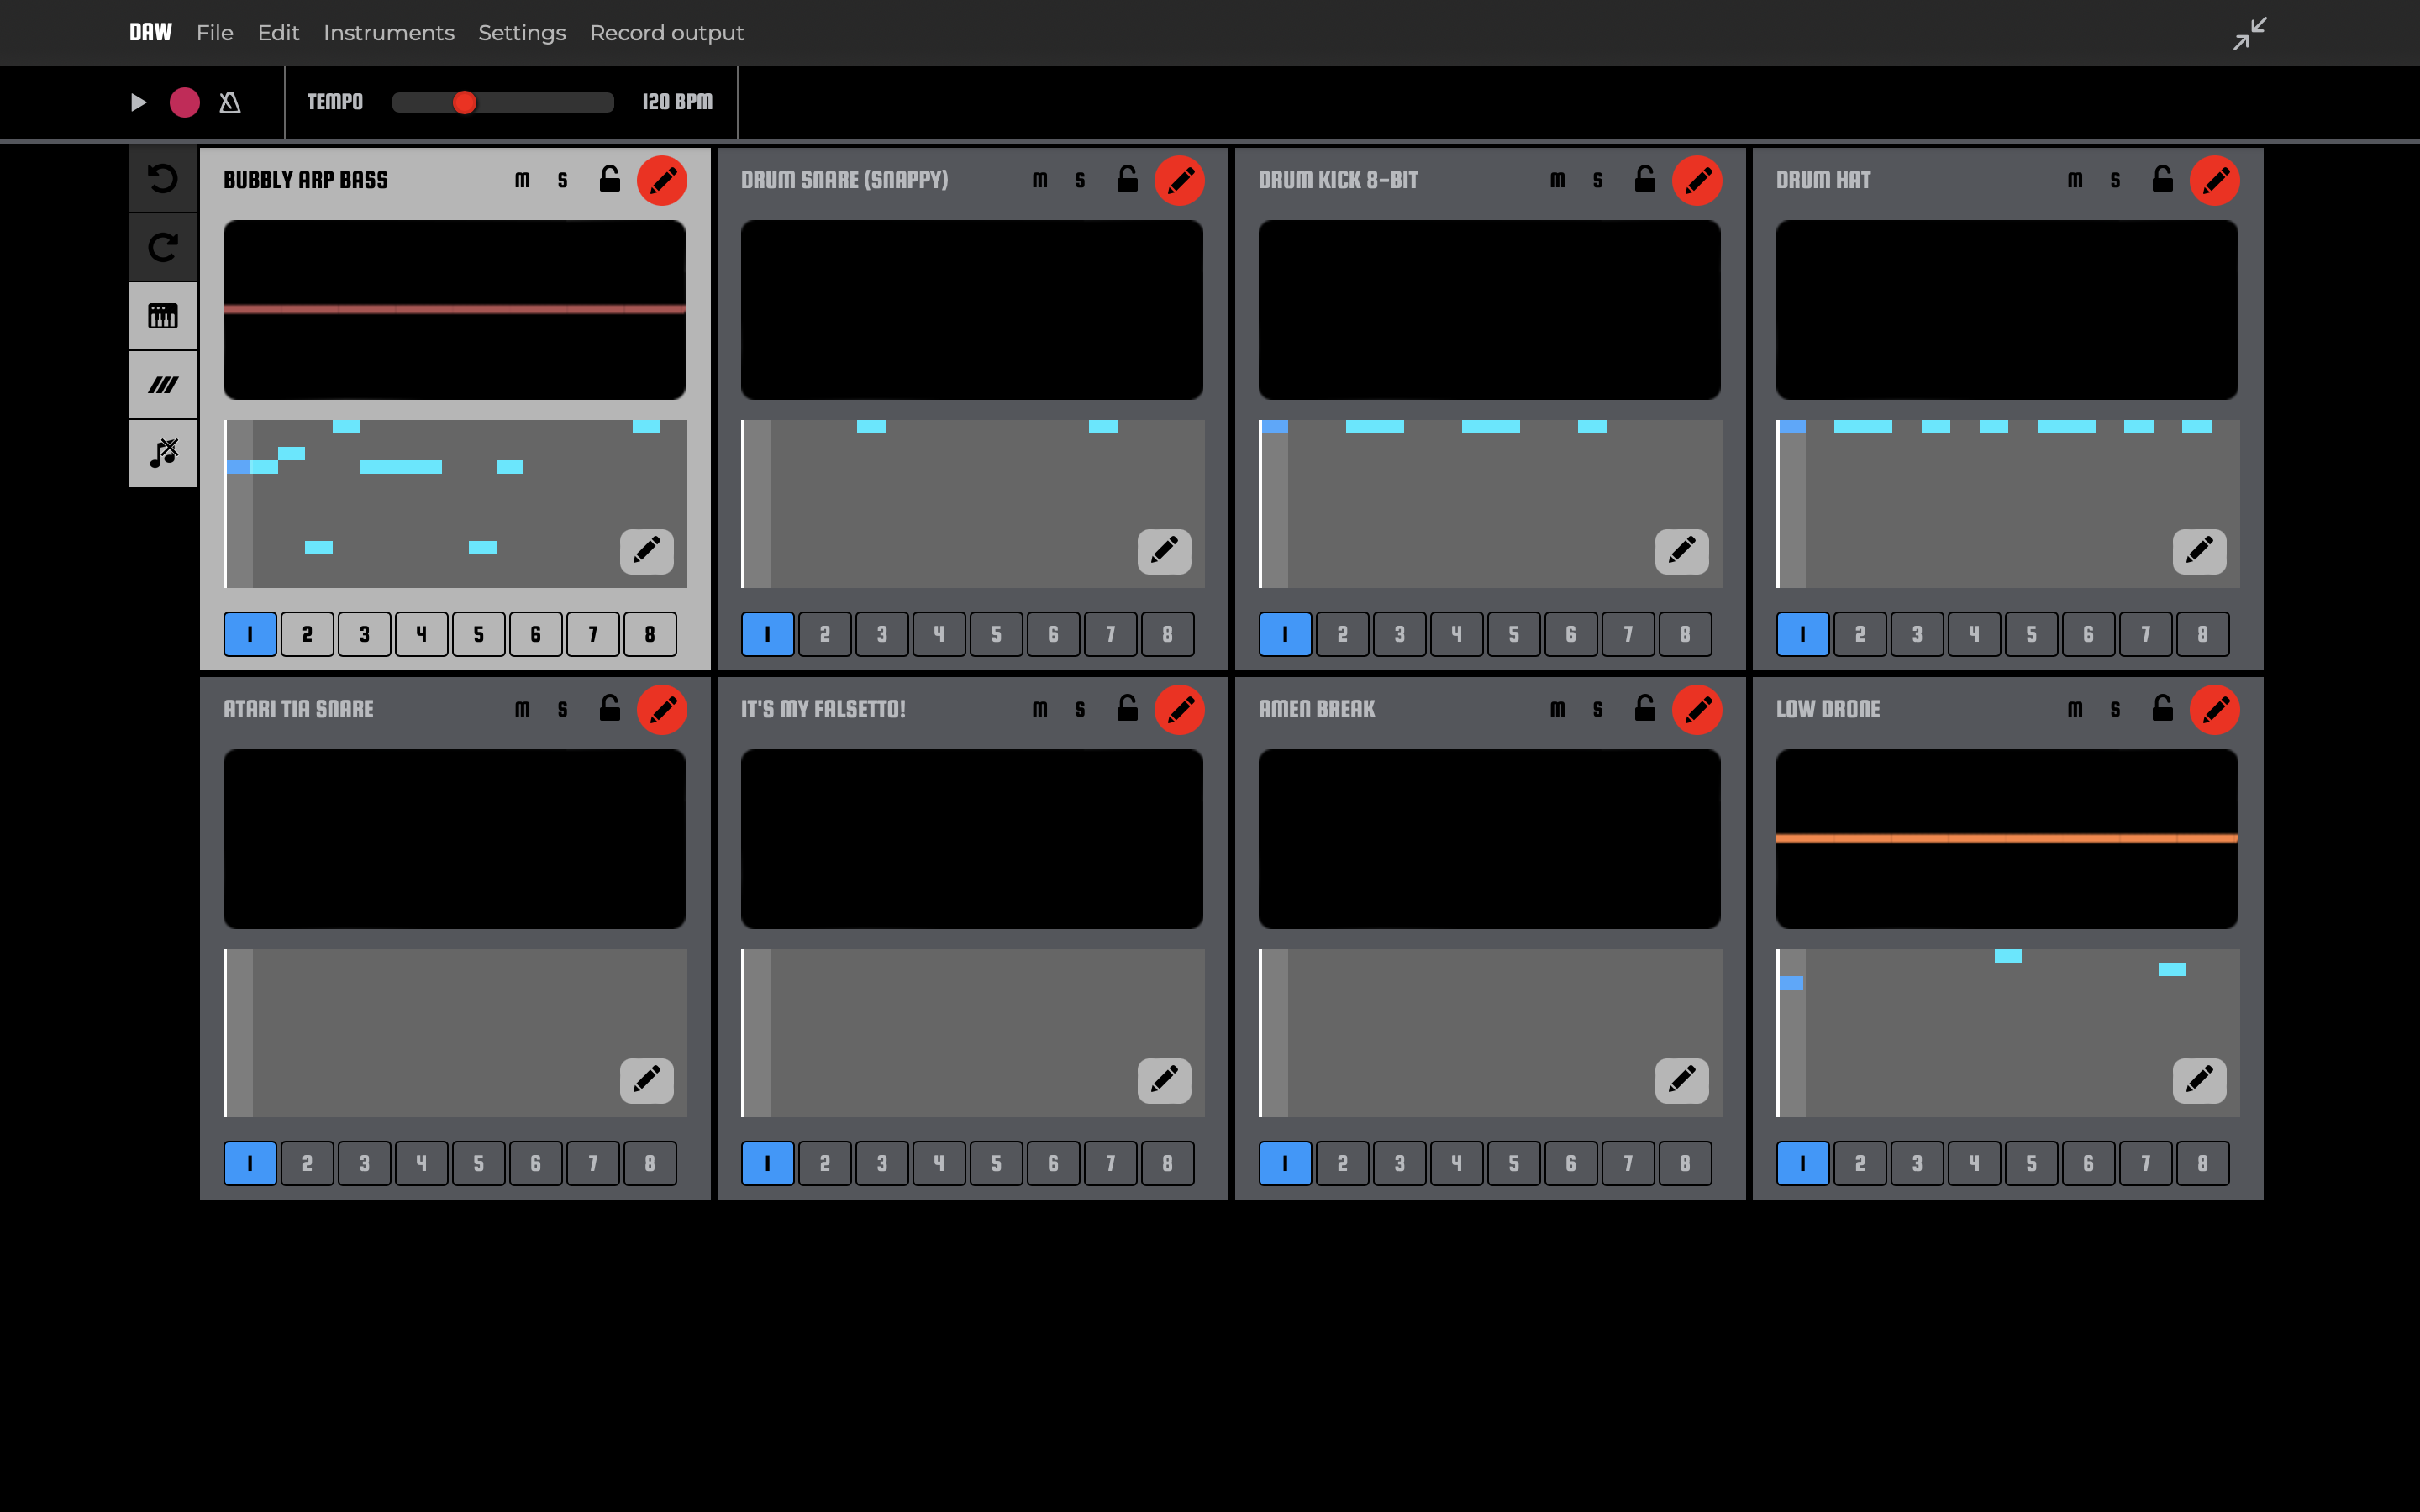 DAW File Edit Instruments Settings Record output
TEMPO 120 BPM
BUBBLY ARP BASS M S
1 2 3 4 5 6 7 8
DRUM SNARE (SNAPPY) M S
1 2 3 4 5 6 7 8
DRUM KICK 8-BIT M S
1 2 3 4 5 6 7 8
DRUM HAT M S
1 2 3 4 5 6 7 8
ATARI TIA SNARE M S
1 2 3 4 5 6 7 8
IT'S MY FALSETTO! M S
1 2 3 4 5 6 7 8
AMEN BREAK M S
1 2 3 4 5 6 7 8
LOW DRONE M S
1 2 3 4 5 6 7 8